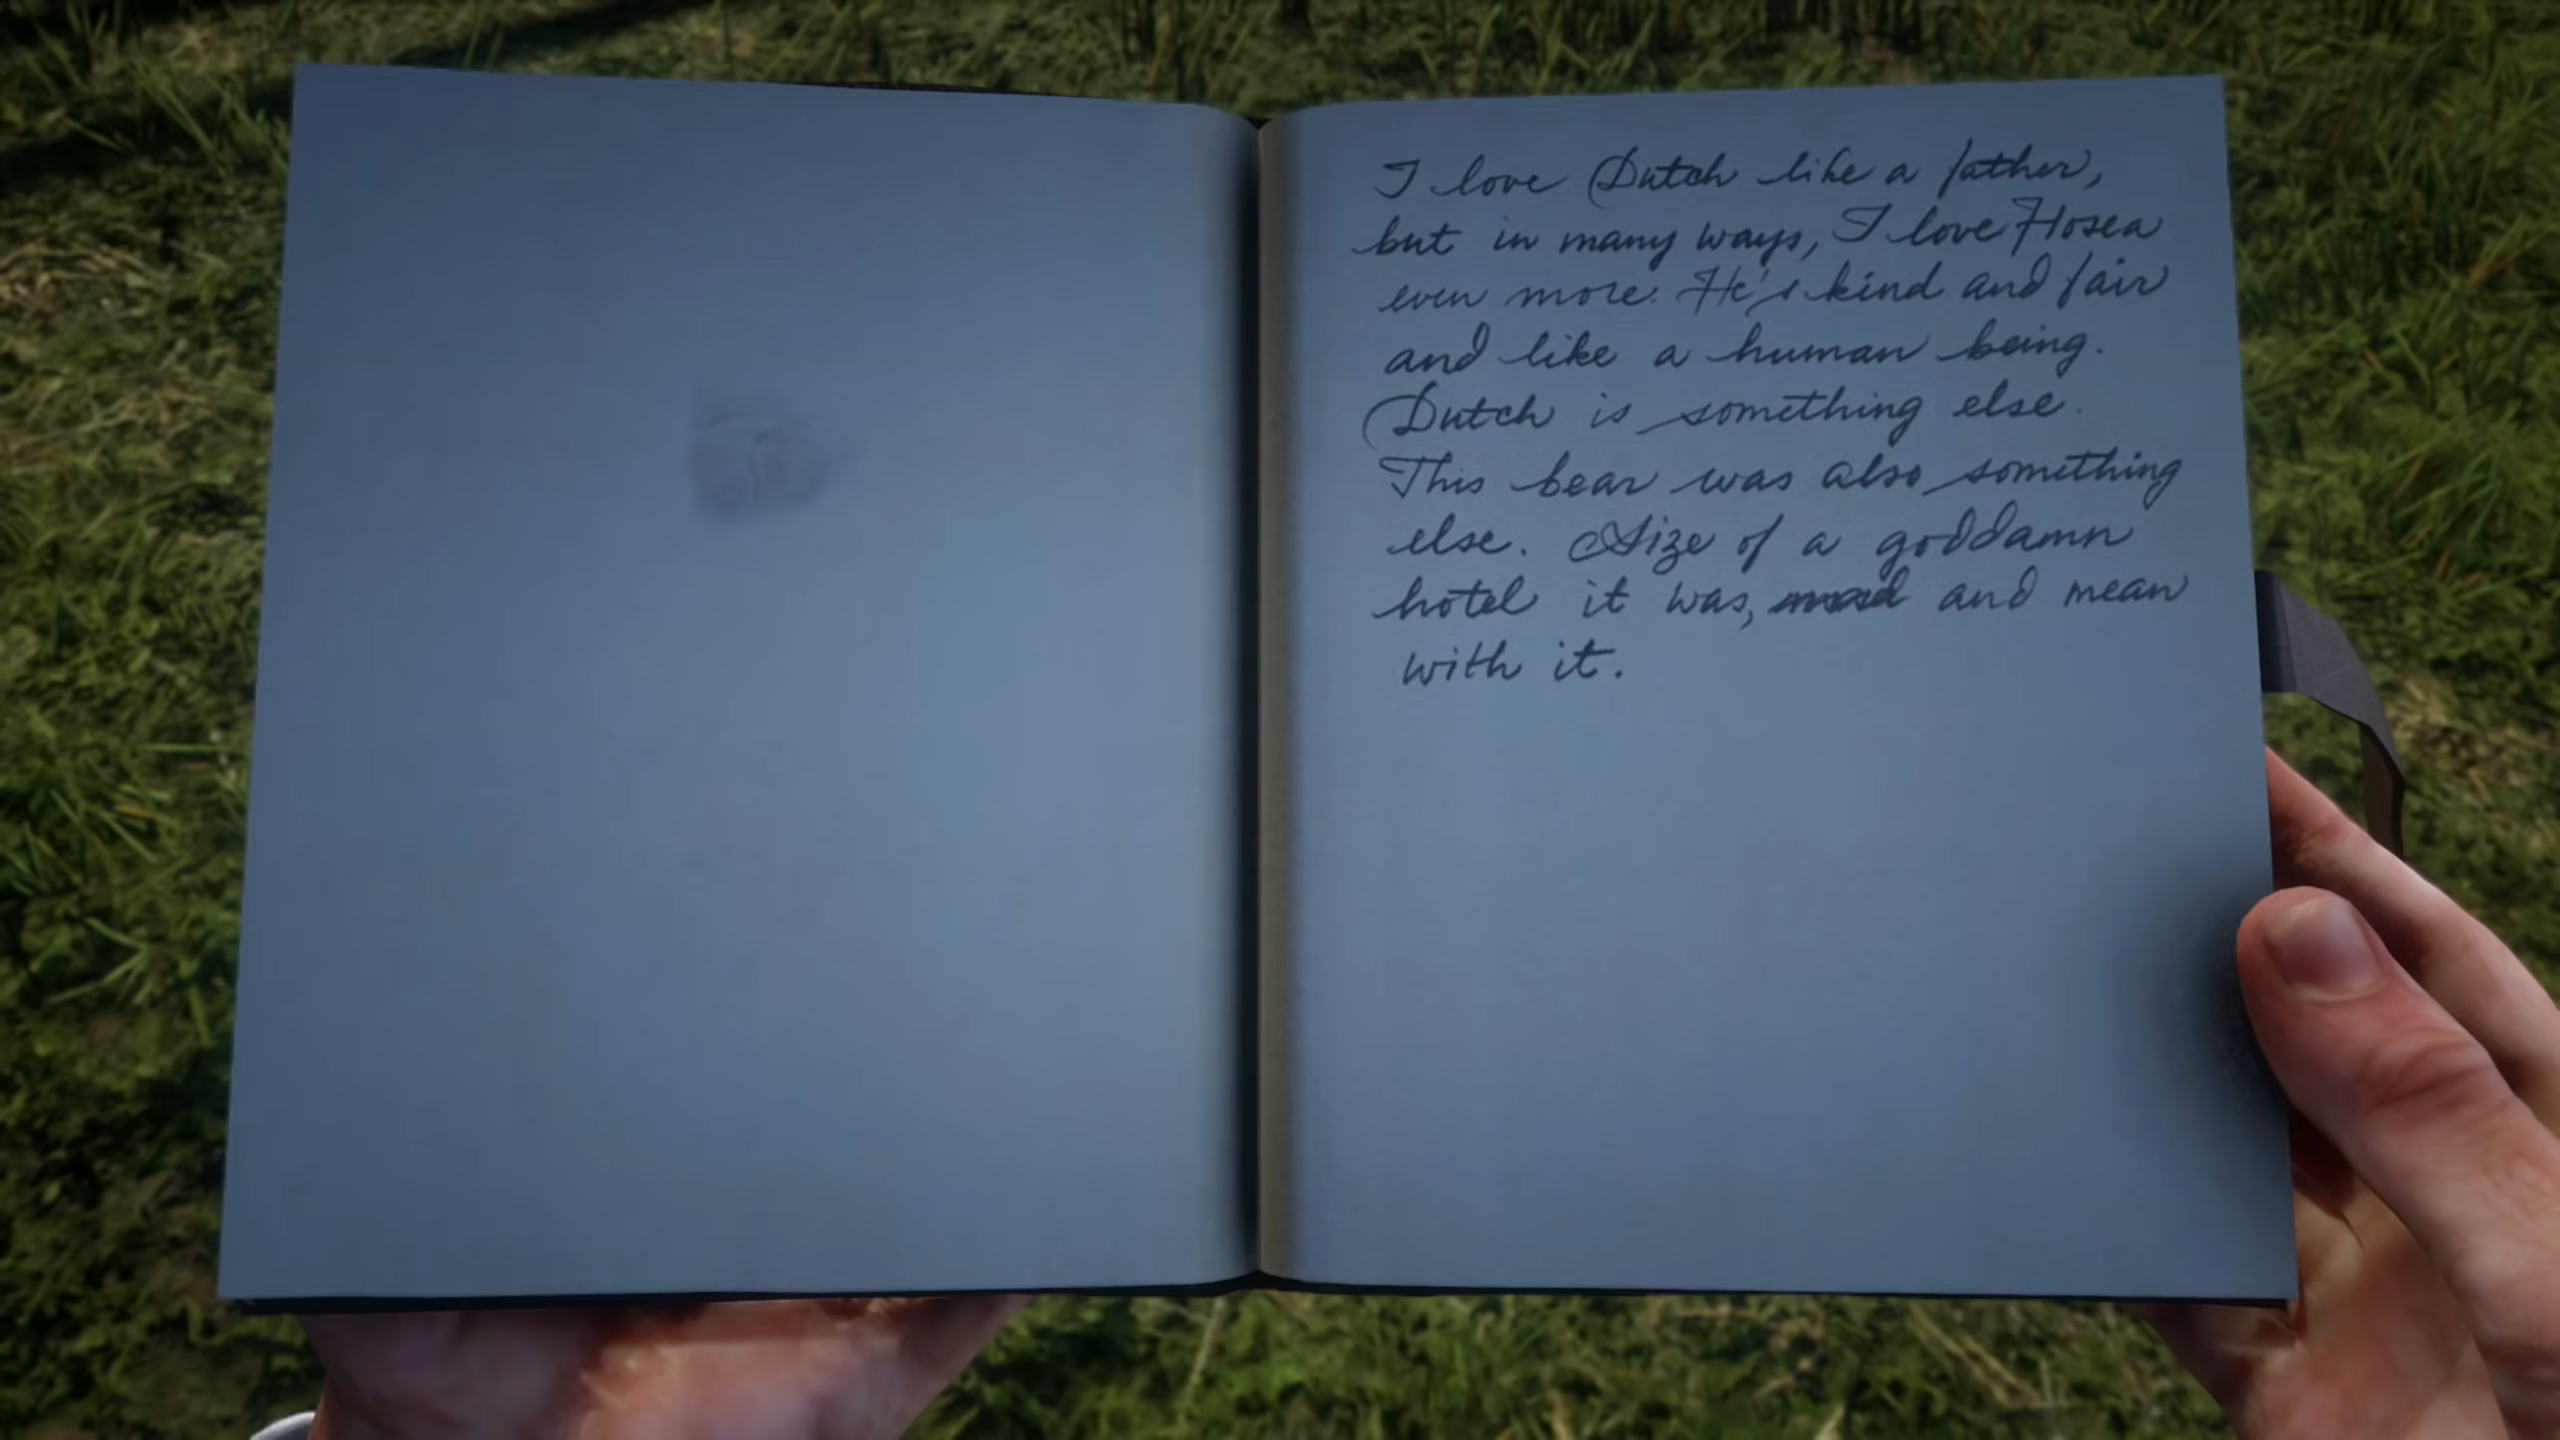 I love Dutch like a father,
but in many ways, I love Hosea
even more. He's kind and fair
and like a human being.
Dutch is something else.
This bear was also something
else. Size of a goddamn
hotel it was, and mean
with it.